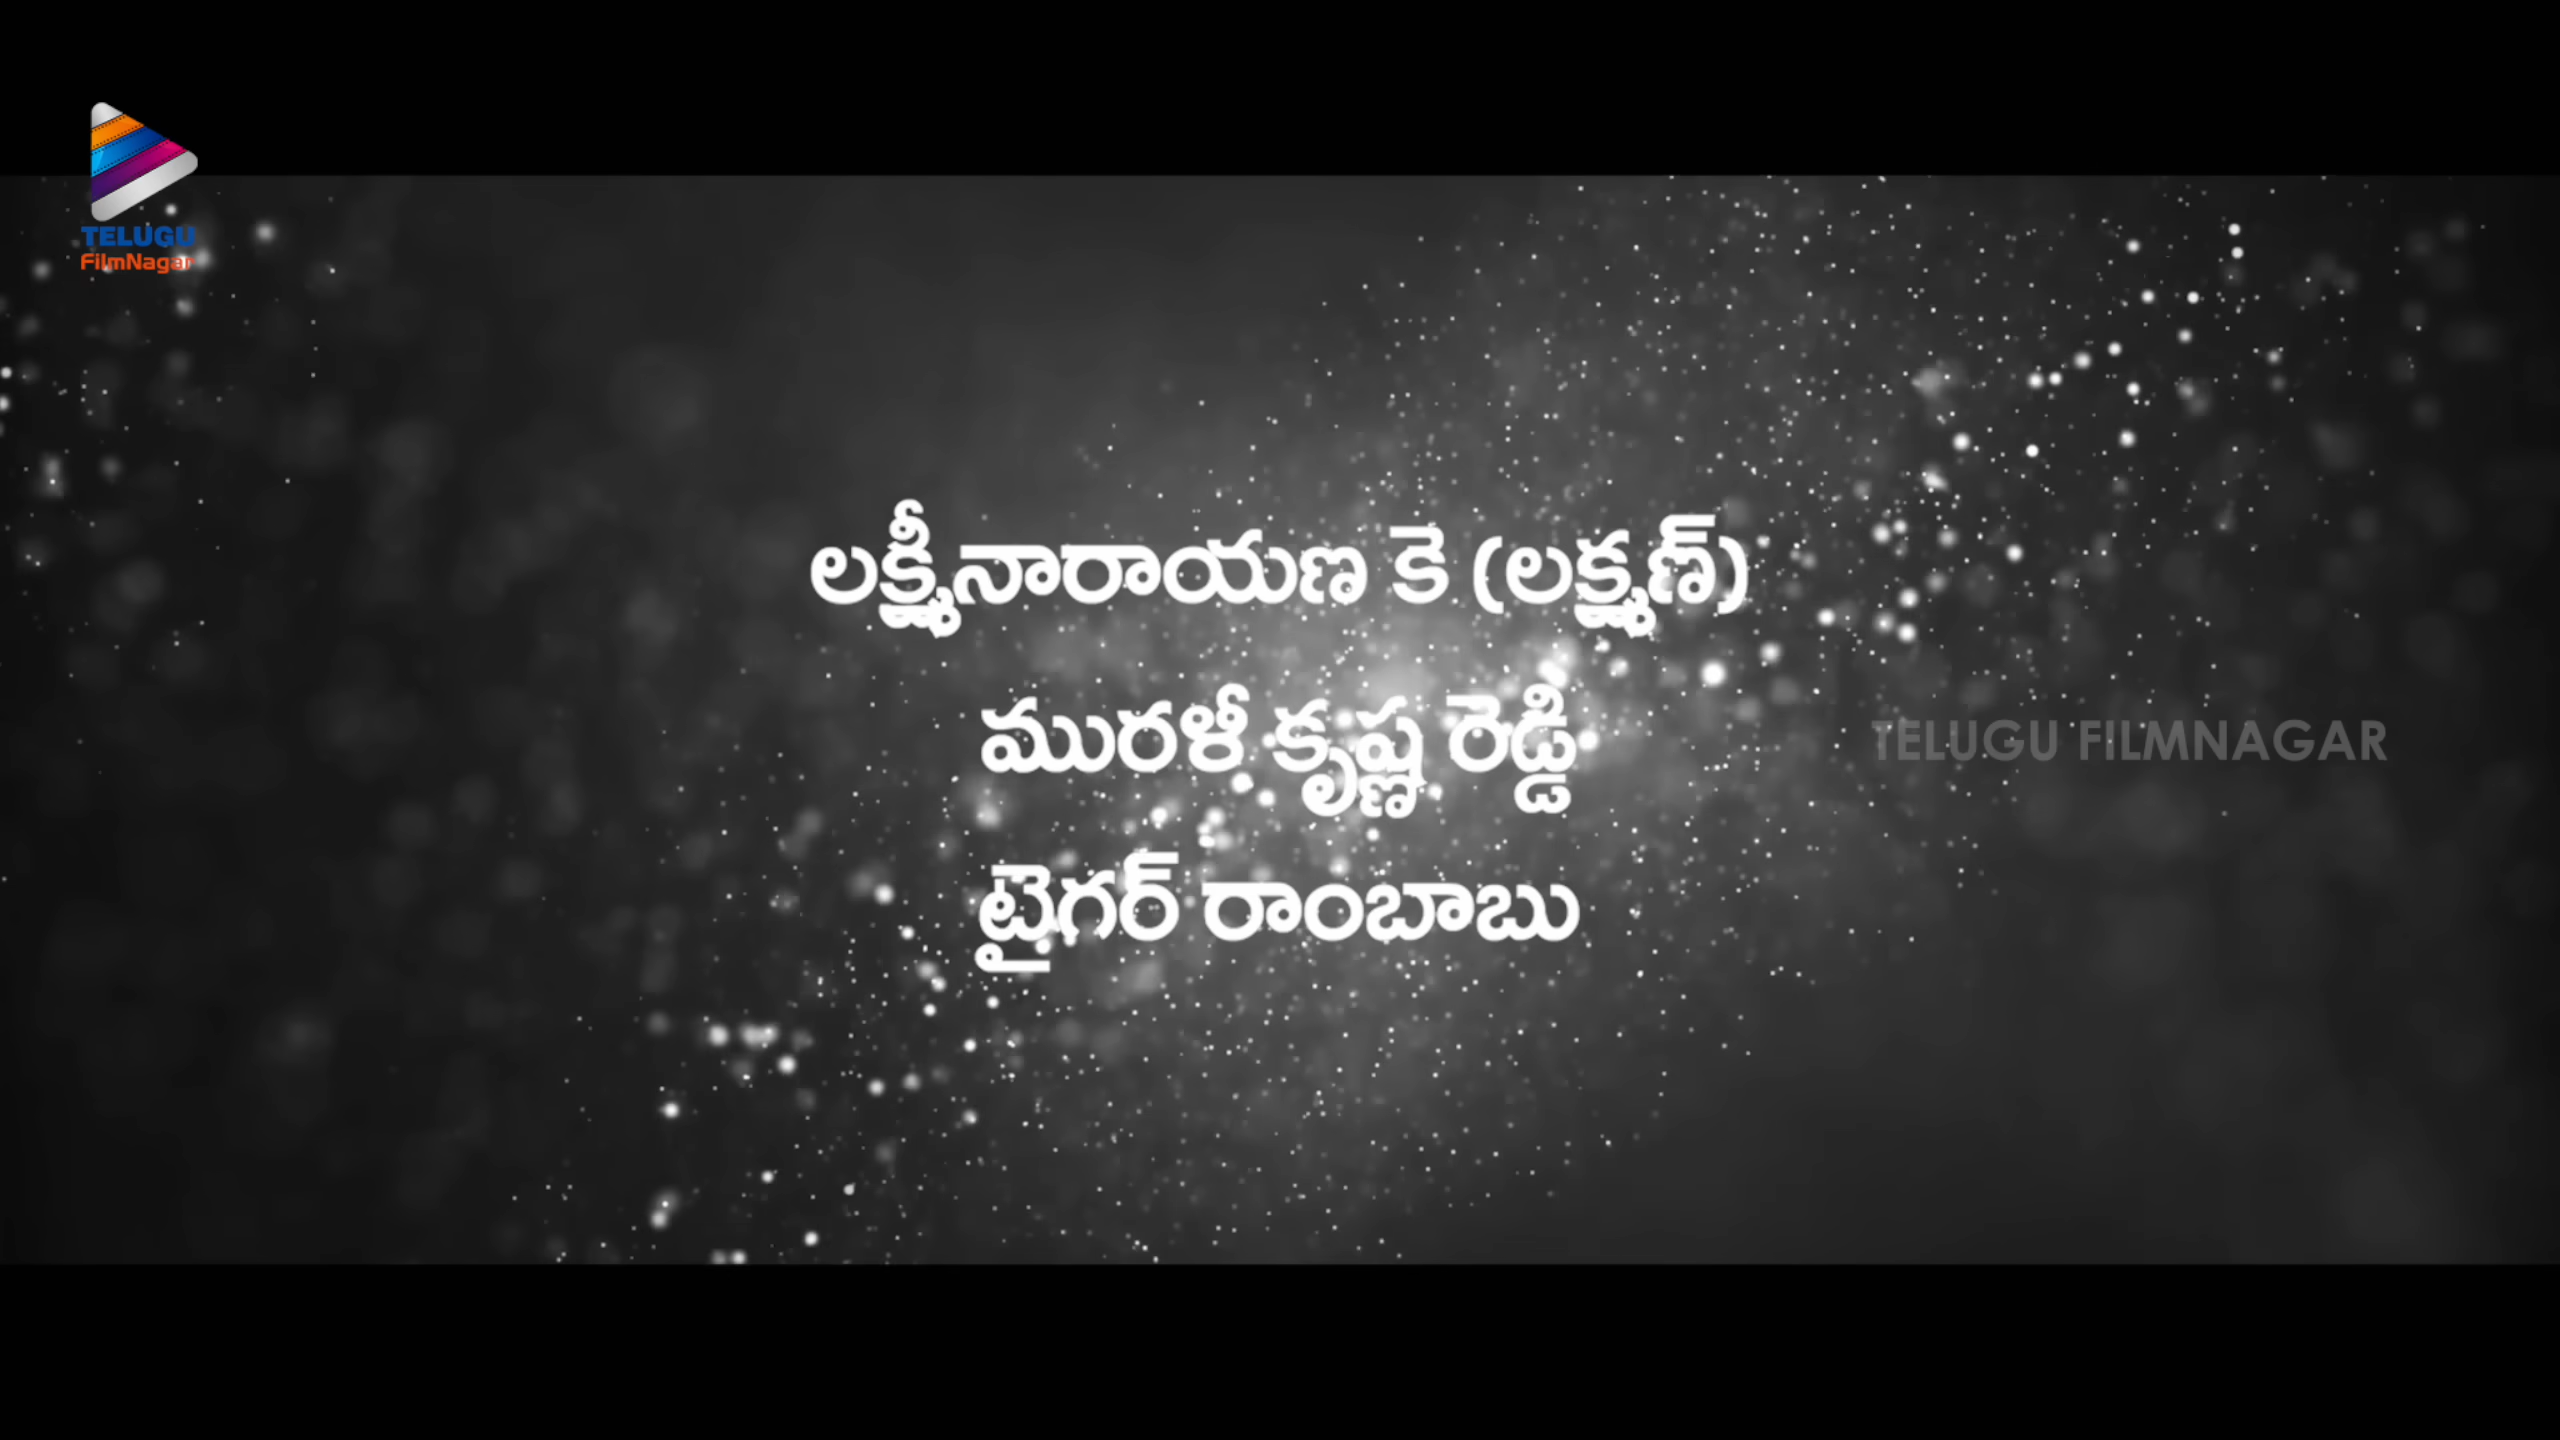 TELUGU
FilmNagar
లక్ష్మీనారాయణ కె (లక్ష్మణ్)
మురళీ కృష్ణ రెడ్డి
TELUGU FILMNAGAR
టైగర్ రాంబాబు